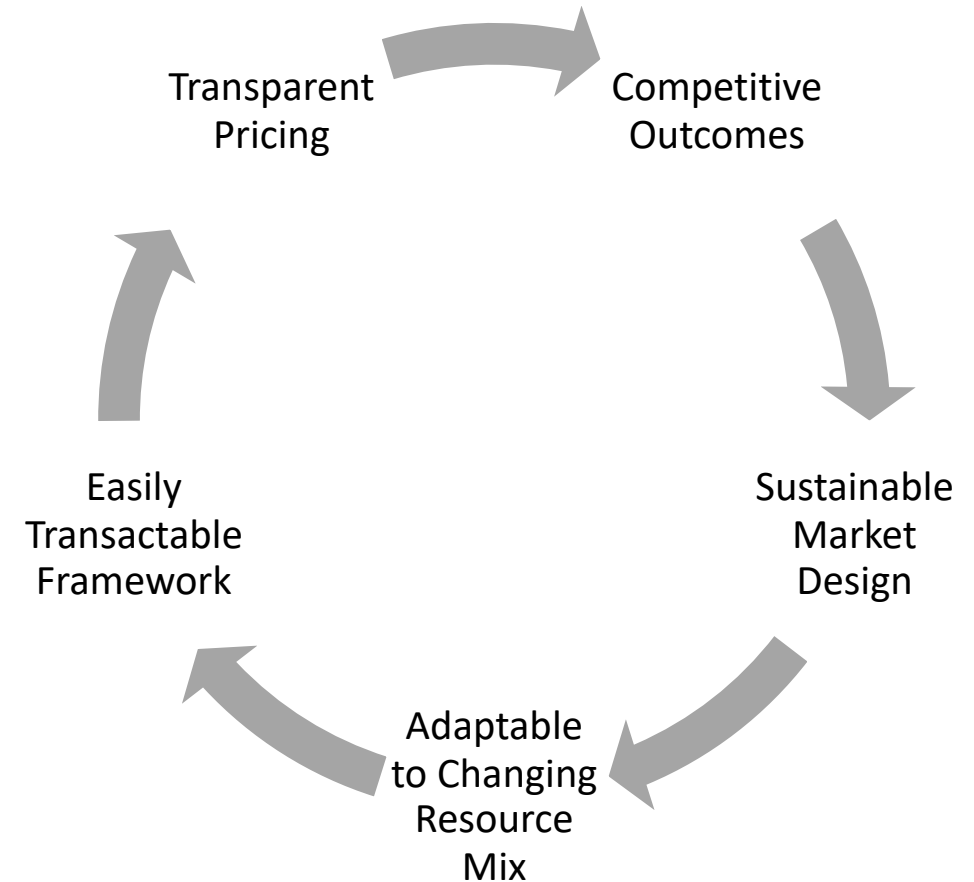 Transparent
Pricing
Competitive
Outcomes
Sustainable
Market
Design
Adaptable
to Changing
Resource
Mix
Easily
Transactable
Framework